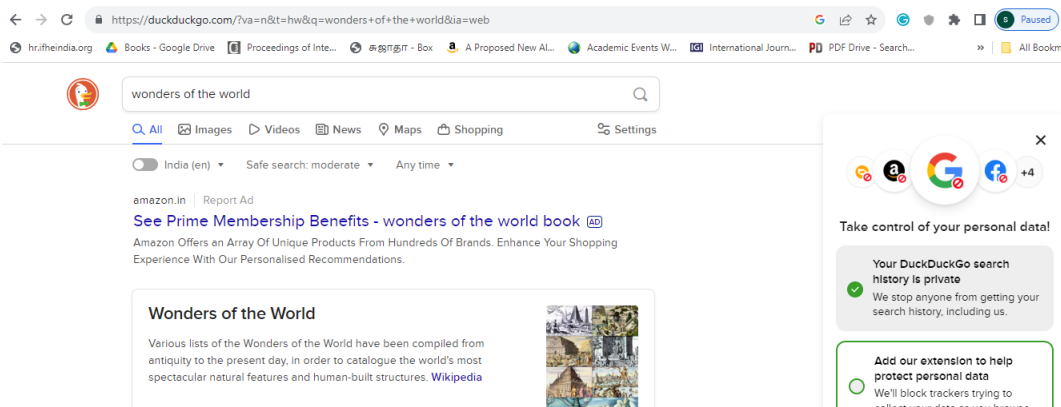 https://duckduckgo.com/?va=n&t=hw&q=wonders+of+the+world&ia=web
S Paused
hr.ifheindia.org Books - Google Drive Proceedings of Inte... சுஜாதா - Box A Proposed New Al... Academic Events W... IGI International Journ... PD PDF Drive - Search... » All Bookm
wonders of the world
All Images Videos News Maps Shopping Settings
India (en) Safe search: moderate Any time
amazon.in Report Ad
See Prime Membership Benefits - wonders of the world book AD
Amazon Offers an Array Of Unique Products From Hundreds Of Brands. Enhance Your Shopping
Experience With Our Personalised Recommendations.
Wonders of the World
Various lists of the Wonders of the World have been compiled from
antiquity to the present day, in order to catalogue the world's most
spectacular natural features and human-built structures. Wikipedia
+4
Take control of your personal data!
Your DuckDuckGo search
history is private
We stop anyone from getting your
search history, including us.
Add our extension to help
protect personal data
We'll block trackers trying to
collect your data as you browse